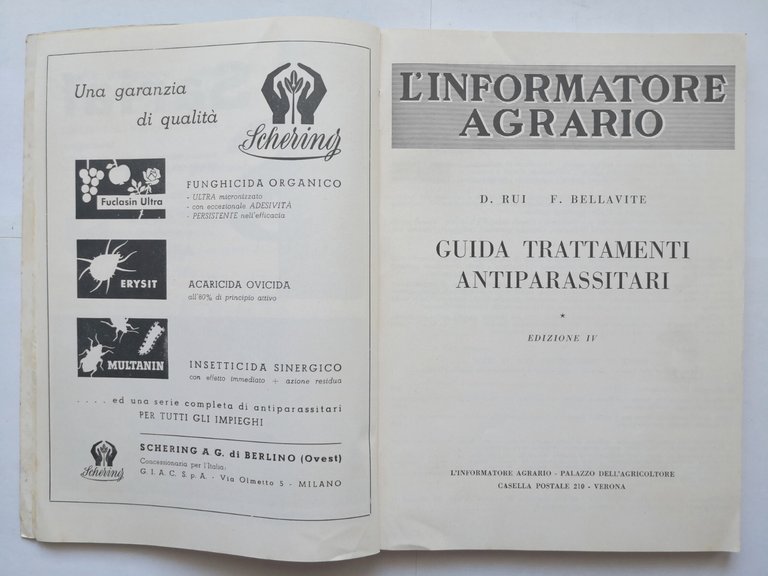 Una garanzia
di qualità
Schering
Fuclasin Ultra
FUNGHICIDA ORGANICO
- ULTRA micronizzato
- con eccezionale ADESIVITÀ
- PERSISTENTE nell'efficacia
ERYSIT
ACARICIDA OVICIDA
all'80% di principio attivo
MULTANIN
INSETTICIDA SINERGICO
con effetto immediato + azione residua
. . . . ed una serie completa di antiparassitari
PER TUTTI GLI IMPIEGHI
Schering
SCHERING A G. di BERLINO (Ovest)
Concessionaria per l'Italia:
G. I. A. C. S. p. A. - Via Olmetto 5 - MILANO
L'INFORMATORE
AGRARIO
D. RUI F. BELLAVITE
GUIDA TRATTAMENTI
ANTIPARASSITARI
*
EDIZIONE IV
L'INFORMATORE AGRARIO - PALAZZO DELL'AGRICOLTORE
CASELLA POSTALE 210 - VERONA